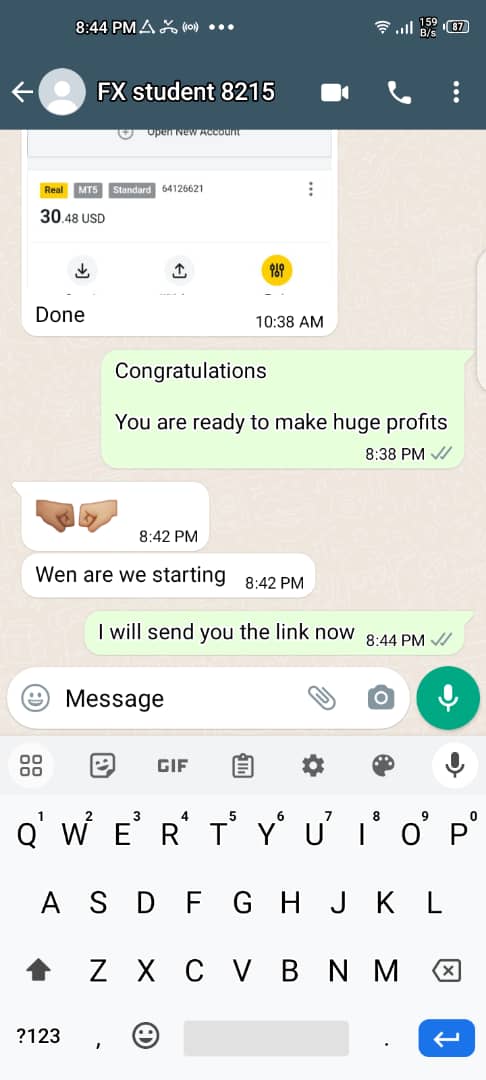 8:44 PM
159
B/s
87
FX student 8215
Open New Account
Real MT5 Standard 64126621
30.48 USD
Done
10:38 AM
Congratulations
You are ready to make huge profits
8:38 PM
8:42 PM
Wen are we starting
8:42 PM
I will send you the link now
8:44 PM
Message
GIF
1 2 3 4 5 6 7 8 9 0
Q W E R T Y U I O P
A S D F G H J K L
Z X C V B N M
?123 , .